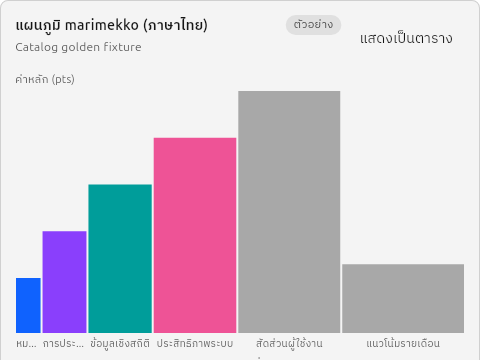 แผนภูมิ marimekko (ภาษาไทย)
ตัวอย่าง
แสดงเป็นตาราง
Catalog golden fixture
ค่าหลัก (pts)
หม... การประ... ข้อมูลเชิงสถิติ ประสิทธิภาพระบบ สัดส่วนผู้ใช้งาน แนวโน้มรายเดือน